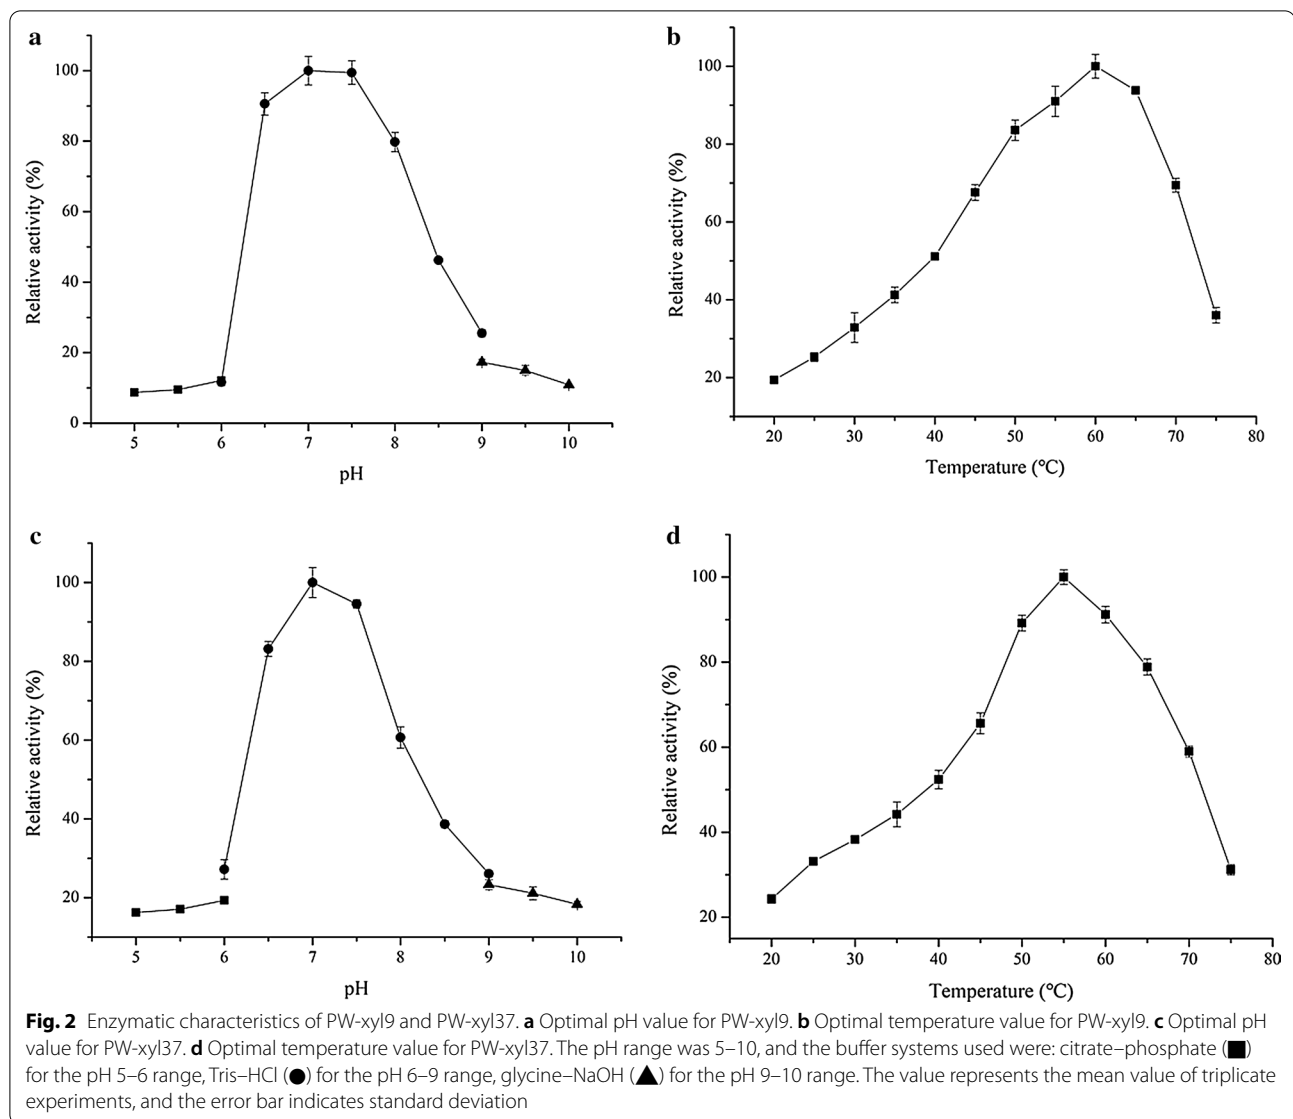 a
100
80
60
40
20
0
Relative activity (%)
5
6
7
8
9
10
pH
b
100
80
60
40
20
Relative activity (%)
20
30
40
50
60
70
80
Temperature (°C)
c
100
80
60
40
20
Relative activity (%)
5
6
7
8
9
10
pH
d
100
80
60
40
20
Relative activity (%)
20
30
40
50
60
70
80
Temperature (°C)
Fig. 2 Enzymatic characteristics of PW-xyl9 and PW-xyl37. a Optimal pH value for PW-xyl9. b Optimal temperature value for PW-xyl9. c Optimal pH
value for PW-xyl37. d Optimal temperature value for PW-xyl37. The pH range was 5–10, and the buffer systems used were: citrate–phosphate (■)
for the pH 5–6 range, Tris–HCl (●) for the pH 6–9 range, glycine–NaOH (▲) for the pH 9–10 range. The value represents the mean value of triplicate
experiments, and the error bar indicates standard deviation